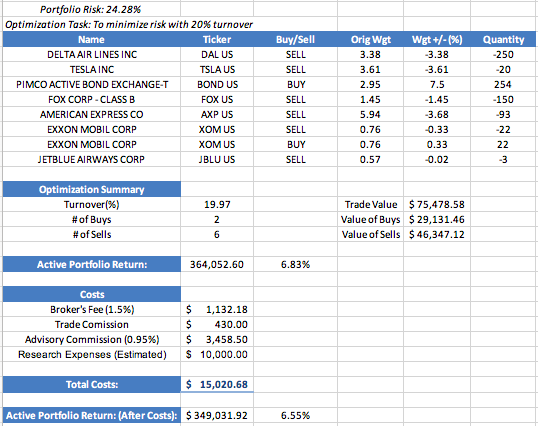 Portfolio Risk: 24.28%
Optimization Task: To minimize risk with 20% turnover
Name Ticker Buy/Sell Orig Wgt Wgt +/- (%) Quantity
DELTA AIR LINES INC DAL US SELL 3.38 -3.38 -250
TESLA INC TSLA US SELL 3.61 -3.61 -20
PIMCO ACTIVE BOND EXCHANGE-T BOND US BUY 2.95 7.5 254
FOX CORP - CLASS B FOX US SELL 1.45 -1.45 -150
AMERICAN EXPRESS CO AXP US SELL 5.94 -3.68 -93
EXXON MOBIL CORP XOM US SELL 0.76 -0.33 -22
EXXON MOBIL CORP XOM US BUY 0.76 0.33 22
JETBLUE AIRWAYS CORP JBLU US SELL 0.57 -0.02 -3
Optimization Summary
Turnover(%) 19.97 Trade Value $ 75,478.58
# of Buys 2 Value of Buys $ 29,131.46
# of Sells 6 Value of Sells $ 46,347.12
Active Portfolio Return: 364,052.60 6.83%
Costs
Broker's Fee (1.5%) $ 1,132.18
Trade Comission $ 430.00
Advisory Commission (0.95%) $ 3,458.50
Research Expenses (Estimated) $ 10,000.00
Total Costs: $ 15,020.68
Active Portfolio Return: (After Costs): $ 349,031.92 6.55%